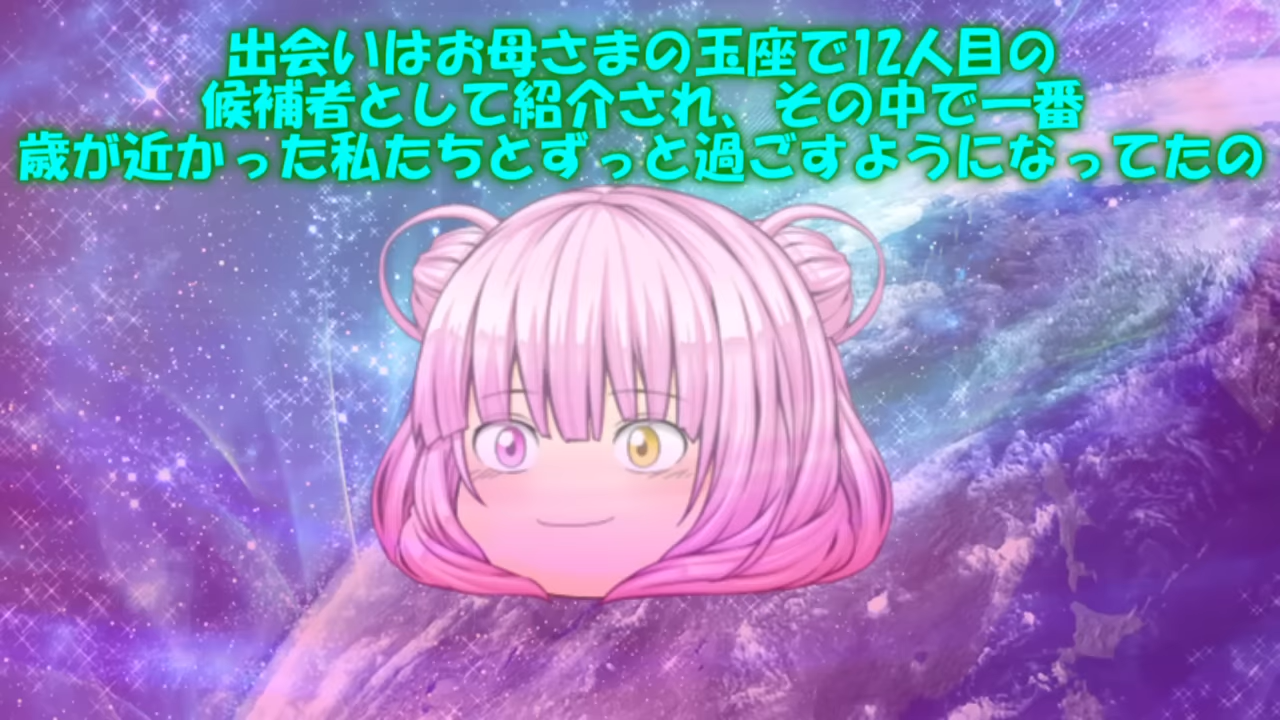 出会いはお母さまの玉座で12人目の
候補者として紹介され、その中で一番
歳が近かった私たちとずっと過ごすようになってたの